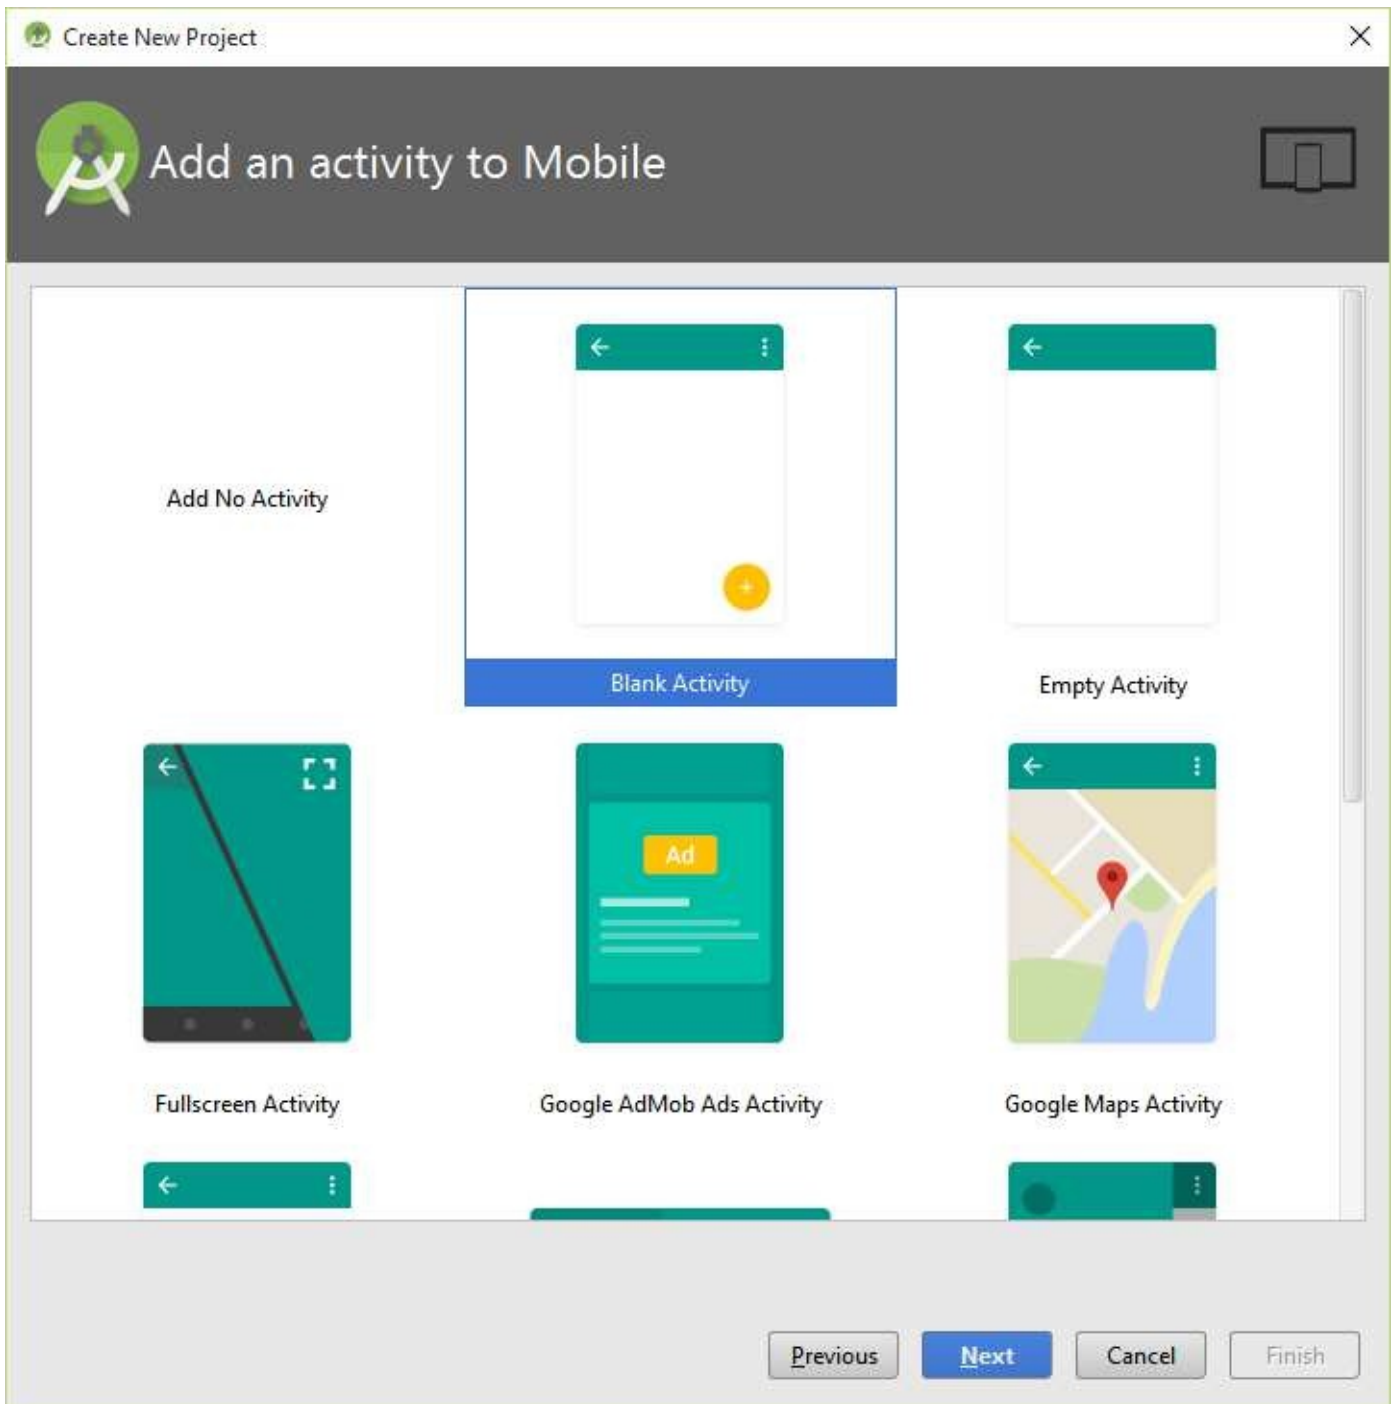 Create New Project
Add an activity to Mobile
Add No Activity
Blank Activity
Empty Activity
Ad
Fullscreen Activity
Google AdMob Ads Activity
Google Maps Activity
Previous
Next
Cancel
Finish